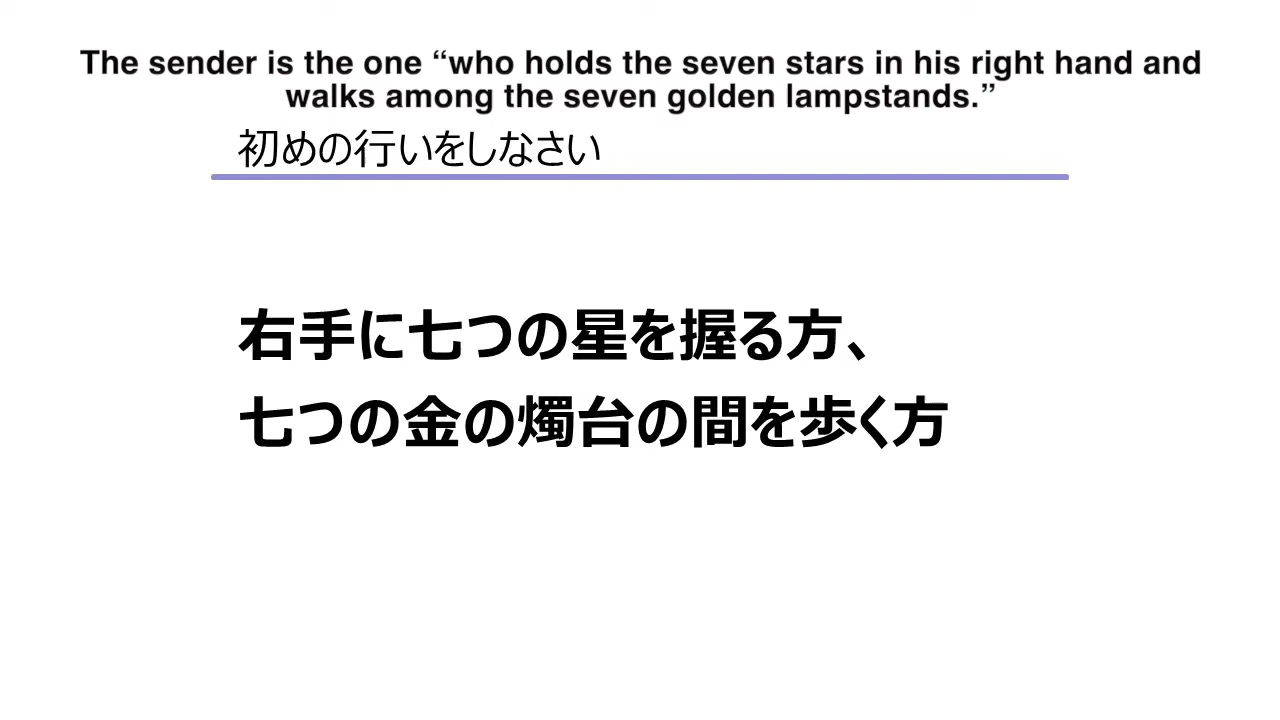 The sender is the one “who holds the seven stars in his right hand and
walks among the seven golden lampstands.”
初めの行いをしなさい
右手に七つの星を握る方、
七つの金の燭台の間を歩く方